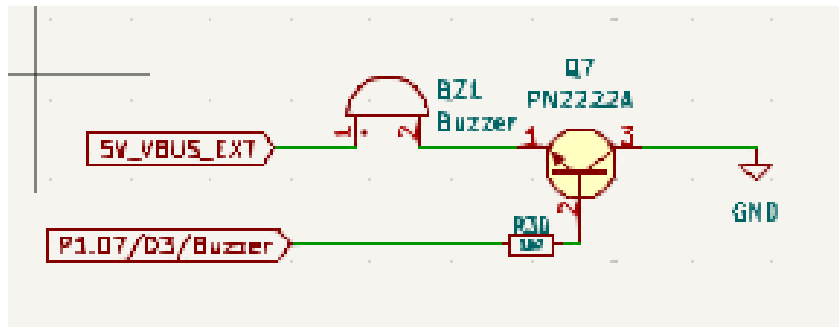 Q7
PN2222A
BZ1
Buzzer
1
2
1
3
5V_VBUS_EXT
2
GND
R30
P1.07/D3/Buzzer